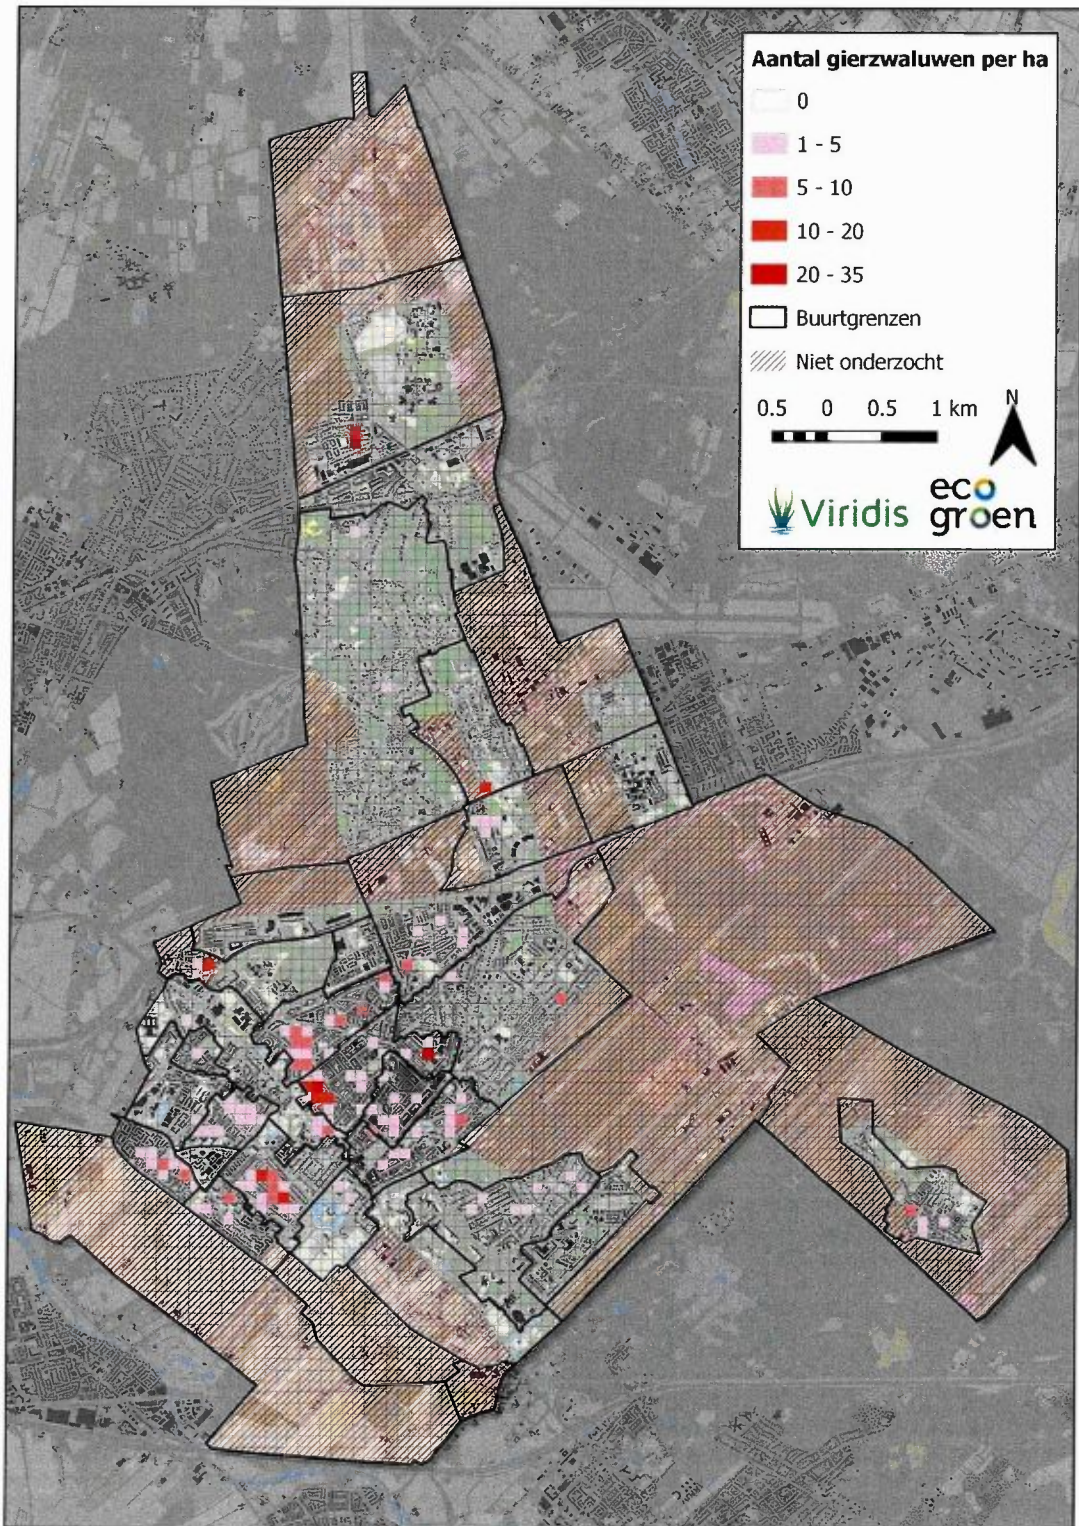 Aantal gierzwaluwen per ha
0
1 - 5
5 - 10
10 - 20
20 - 35
Buurtgrenzen
Niet onderzocht
0.5 0 0.5 1 km
N
Viridis
eco
groen